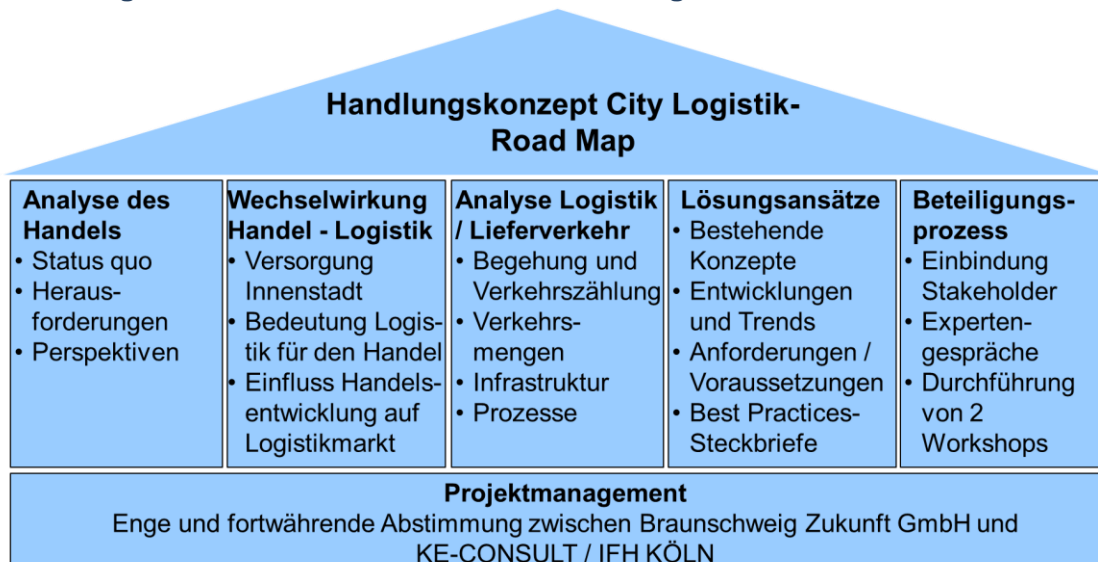 Handlungskonzept City Logistik-
Road Map
Analyse des
Handels
• Status quo
• Heraus-
forderungen
• Perspektiven
Wechselwirkung
Handel - Logistik
• Versorgung
Innenstadt
• Bedeutung Logis-
tik für den Handel
• Einfluss Handels-
entwicklung auf
Logistikmarkt
Analyse Logistik
/ Lieferverkehr
• Begehung und
Verkehrszählung
• Verkehrs-
mengen
• Infrastruktur
• Prozesse
Lösungsansätze
• Bestehende
Konzepte
• Entwicklungen
und Trends
• Anforderungen /
Voraussetzungen
• Best Practices-
Steckbriefe
Beteiligungs-
prozess
• Einbindung
Stakeholder
• Experten-
gespräche
• Durchführung
von 2
Workshops
Projektmanagement
Enge und fortwährende Abstimmung zwischen Braunschweig Zukunft GmbH und
KE-CONSULT / IFH KÖLN